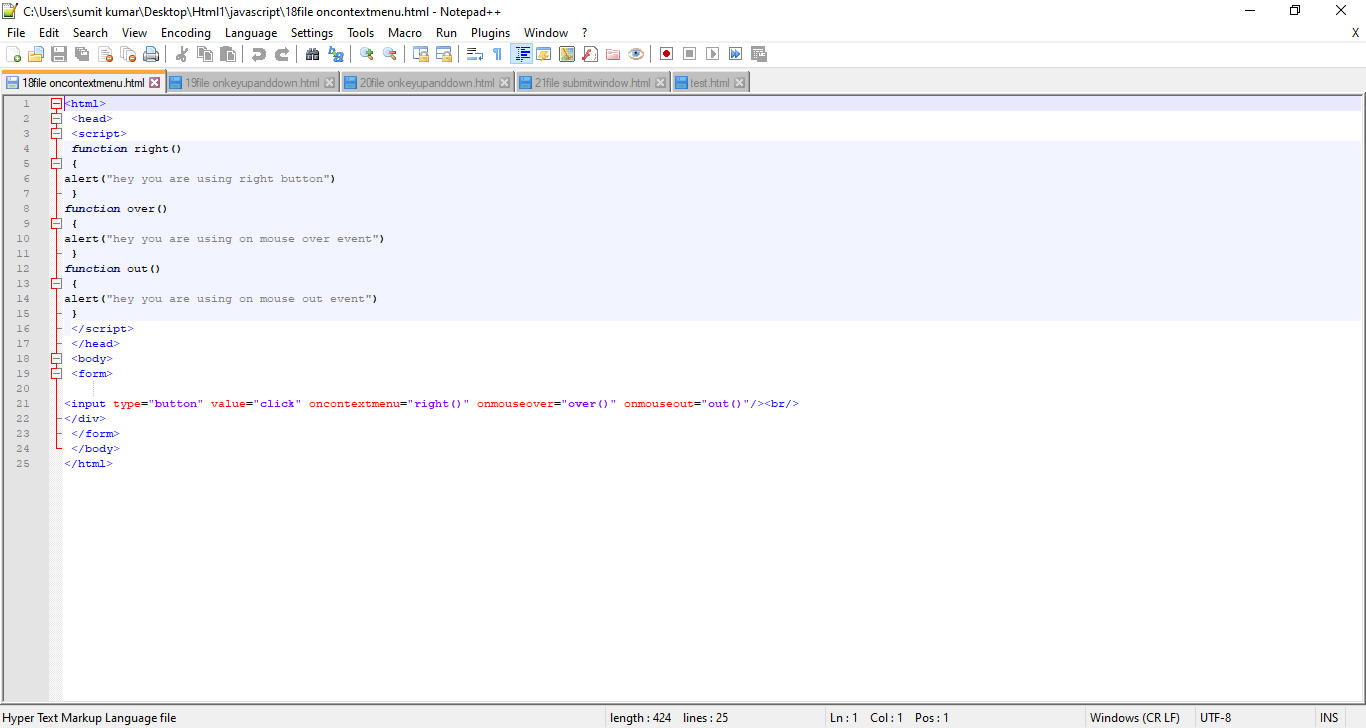 C:\Users\sumit kumar\Desktop\Html1\javascript\18file oncontextmenu.html - Notepad++
File Edit Search View Encoding Language Settings Tools Macro Run Plugins Window ? X
18file oncontextmenu.html 19file onkeyupanddown.html 20file onkeyupanddown.html 21file submitwindow.html test.html
1 <html>
2 <head>
3 <script>
4 function right()
5 {
6 alert("hey you are using right button")
7 }
8 function over()
9 {
10 alert("hey you are using on mouse over event")
11 }
12 function out()
13 {
14 alert("hey you are using on mouse out event")
15 }
16 </script>
17 </head>
18 <body>
19 <form>
20
21 <input type="button" value="click" oncontextmenu="right()" onmouseover="over()" onmouseout="out()"/><br/>
22 </div>
23 </form>
24 </body>
25 </html>
Hyper Text Markup Language file length : 424 lines : 25 Ln : 1 Col : 1 Pos : 1 Windows (CR LF) UTF-8 INS